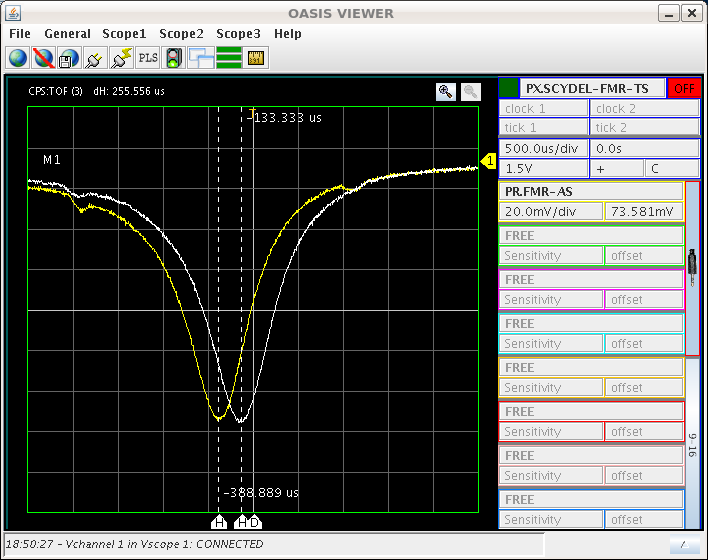 OASIS VIEWER
File General Scope1 Scope2 Scope3 Help
PLS
CPS:TOF (3) dH: 255.556 us
-133.333 us
M1
1
-388.889 us
H H D
PX.SCYDEL-FMR-TS OFF
clock 1 clock 2
tick 1 tick 2
500.0us/div 0.0s
1.5V + C
PR.FMR-AS
20.0mV/div 73.581mV
FREE
Sensitivity offset
FREE
Sensitivity offset
FREE
Sensitivity offset
FREE
Sensitivity offset
FREE
Sensitivity offset
FREE
Sensitivity offset
FREE
Sensitivity offset
9-16
18:50:27 - Vchannel 1 in Vscope 1: CONNECTED